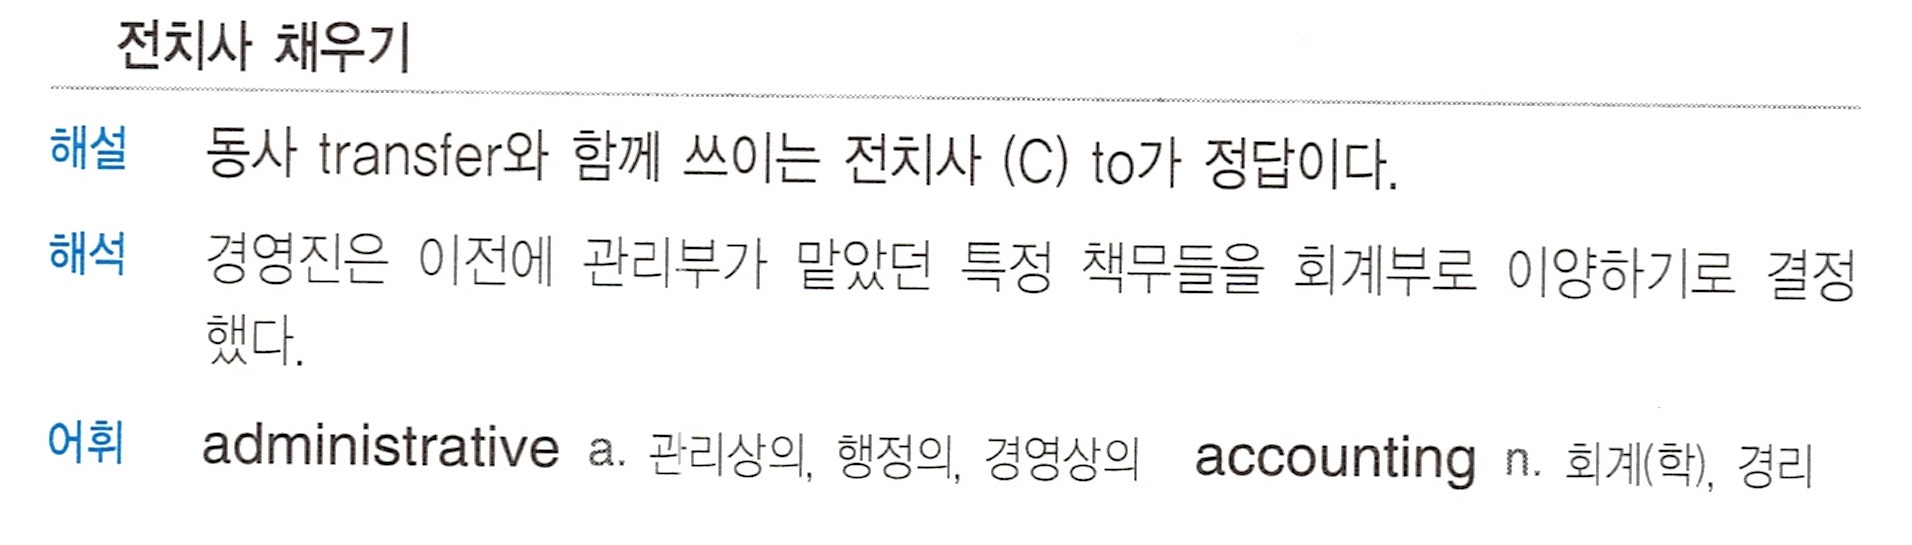 전치사 채우기
해설 동사 transfer와 함께 쓰이는 전치사 (C) to가 정답이다.
해석 경영진은 이전에 관리부가 맡았던 특정 책무들을 회계부로 이양하기로 결정
했다.
어휘 administrative a. 관리상의, 행정의, 경영상의 accounting n. 회계(학), 경리